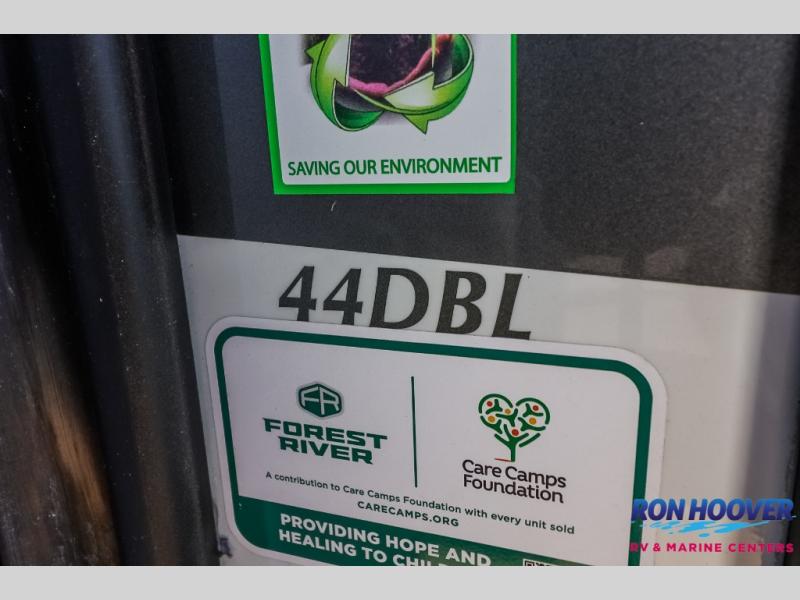 SAVING OUR ENVIRONMENT
44DBL
FR
FOREST
RIVER
Care Camps
Foundation
A contribution to Care Camps Foundation with every unit sold
CARECAMPS.ORG
PROVIDING HOPE AND
HEALING TO
RON HOOVER
RV & MARINE CENTERS